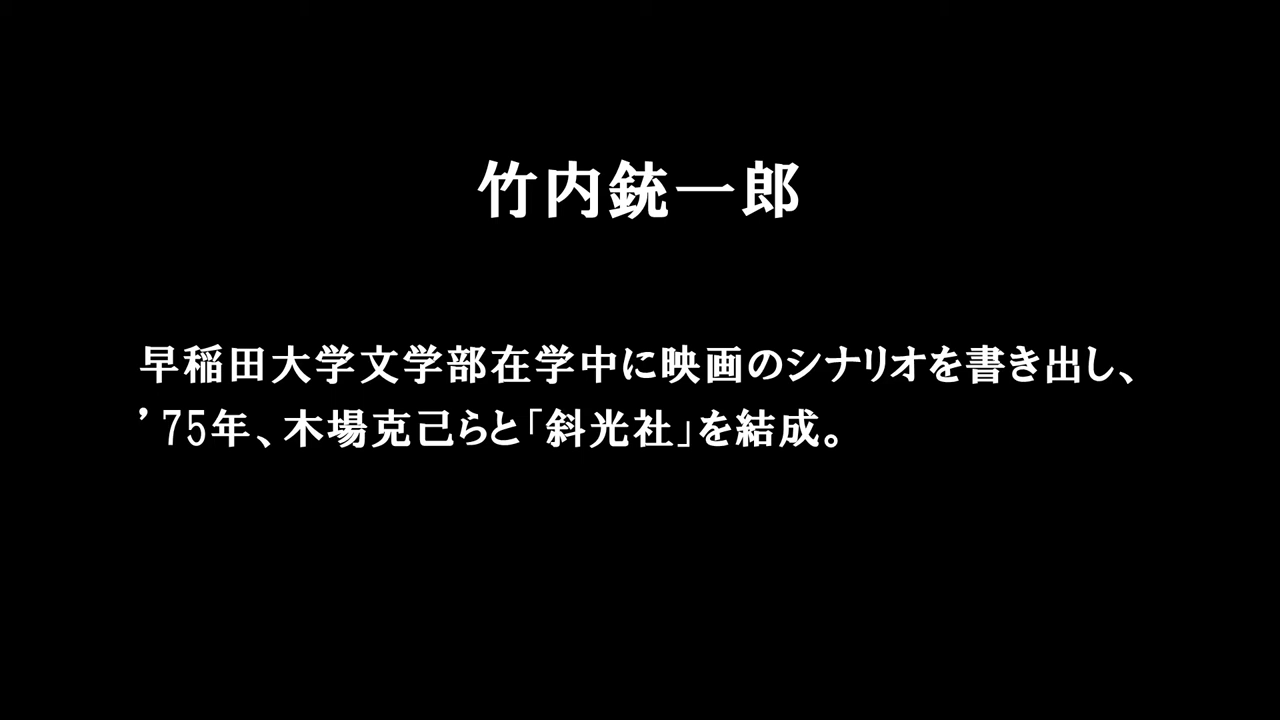 竹内銃一郎
早稲田大学文学部在学中に映画のシナリオを書き出し、
’75年、木場克己らと「斜光社」を結成。